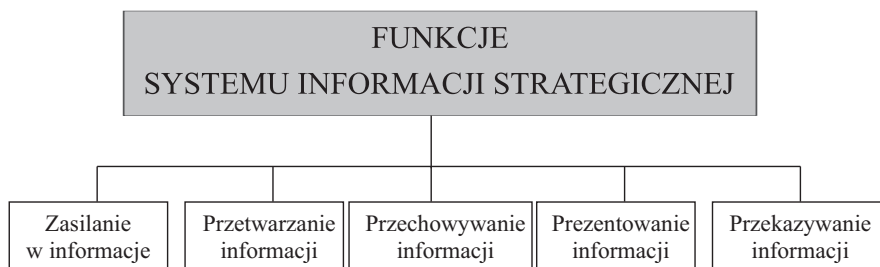 FUNKCJE
SYSTEMU INFORMACJI STRATEGICZNEJ
Zasilanie
w informacje
Przetwarzanie
informacji
Przechowywanie
informacji
Prezentowanie
informacji
Przekazywanie
informacji